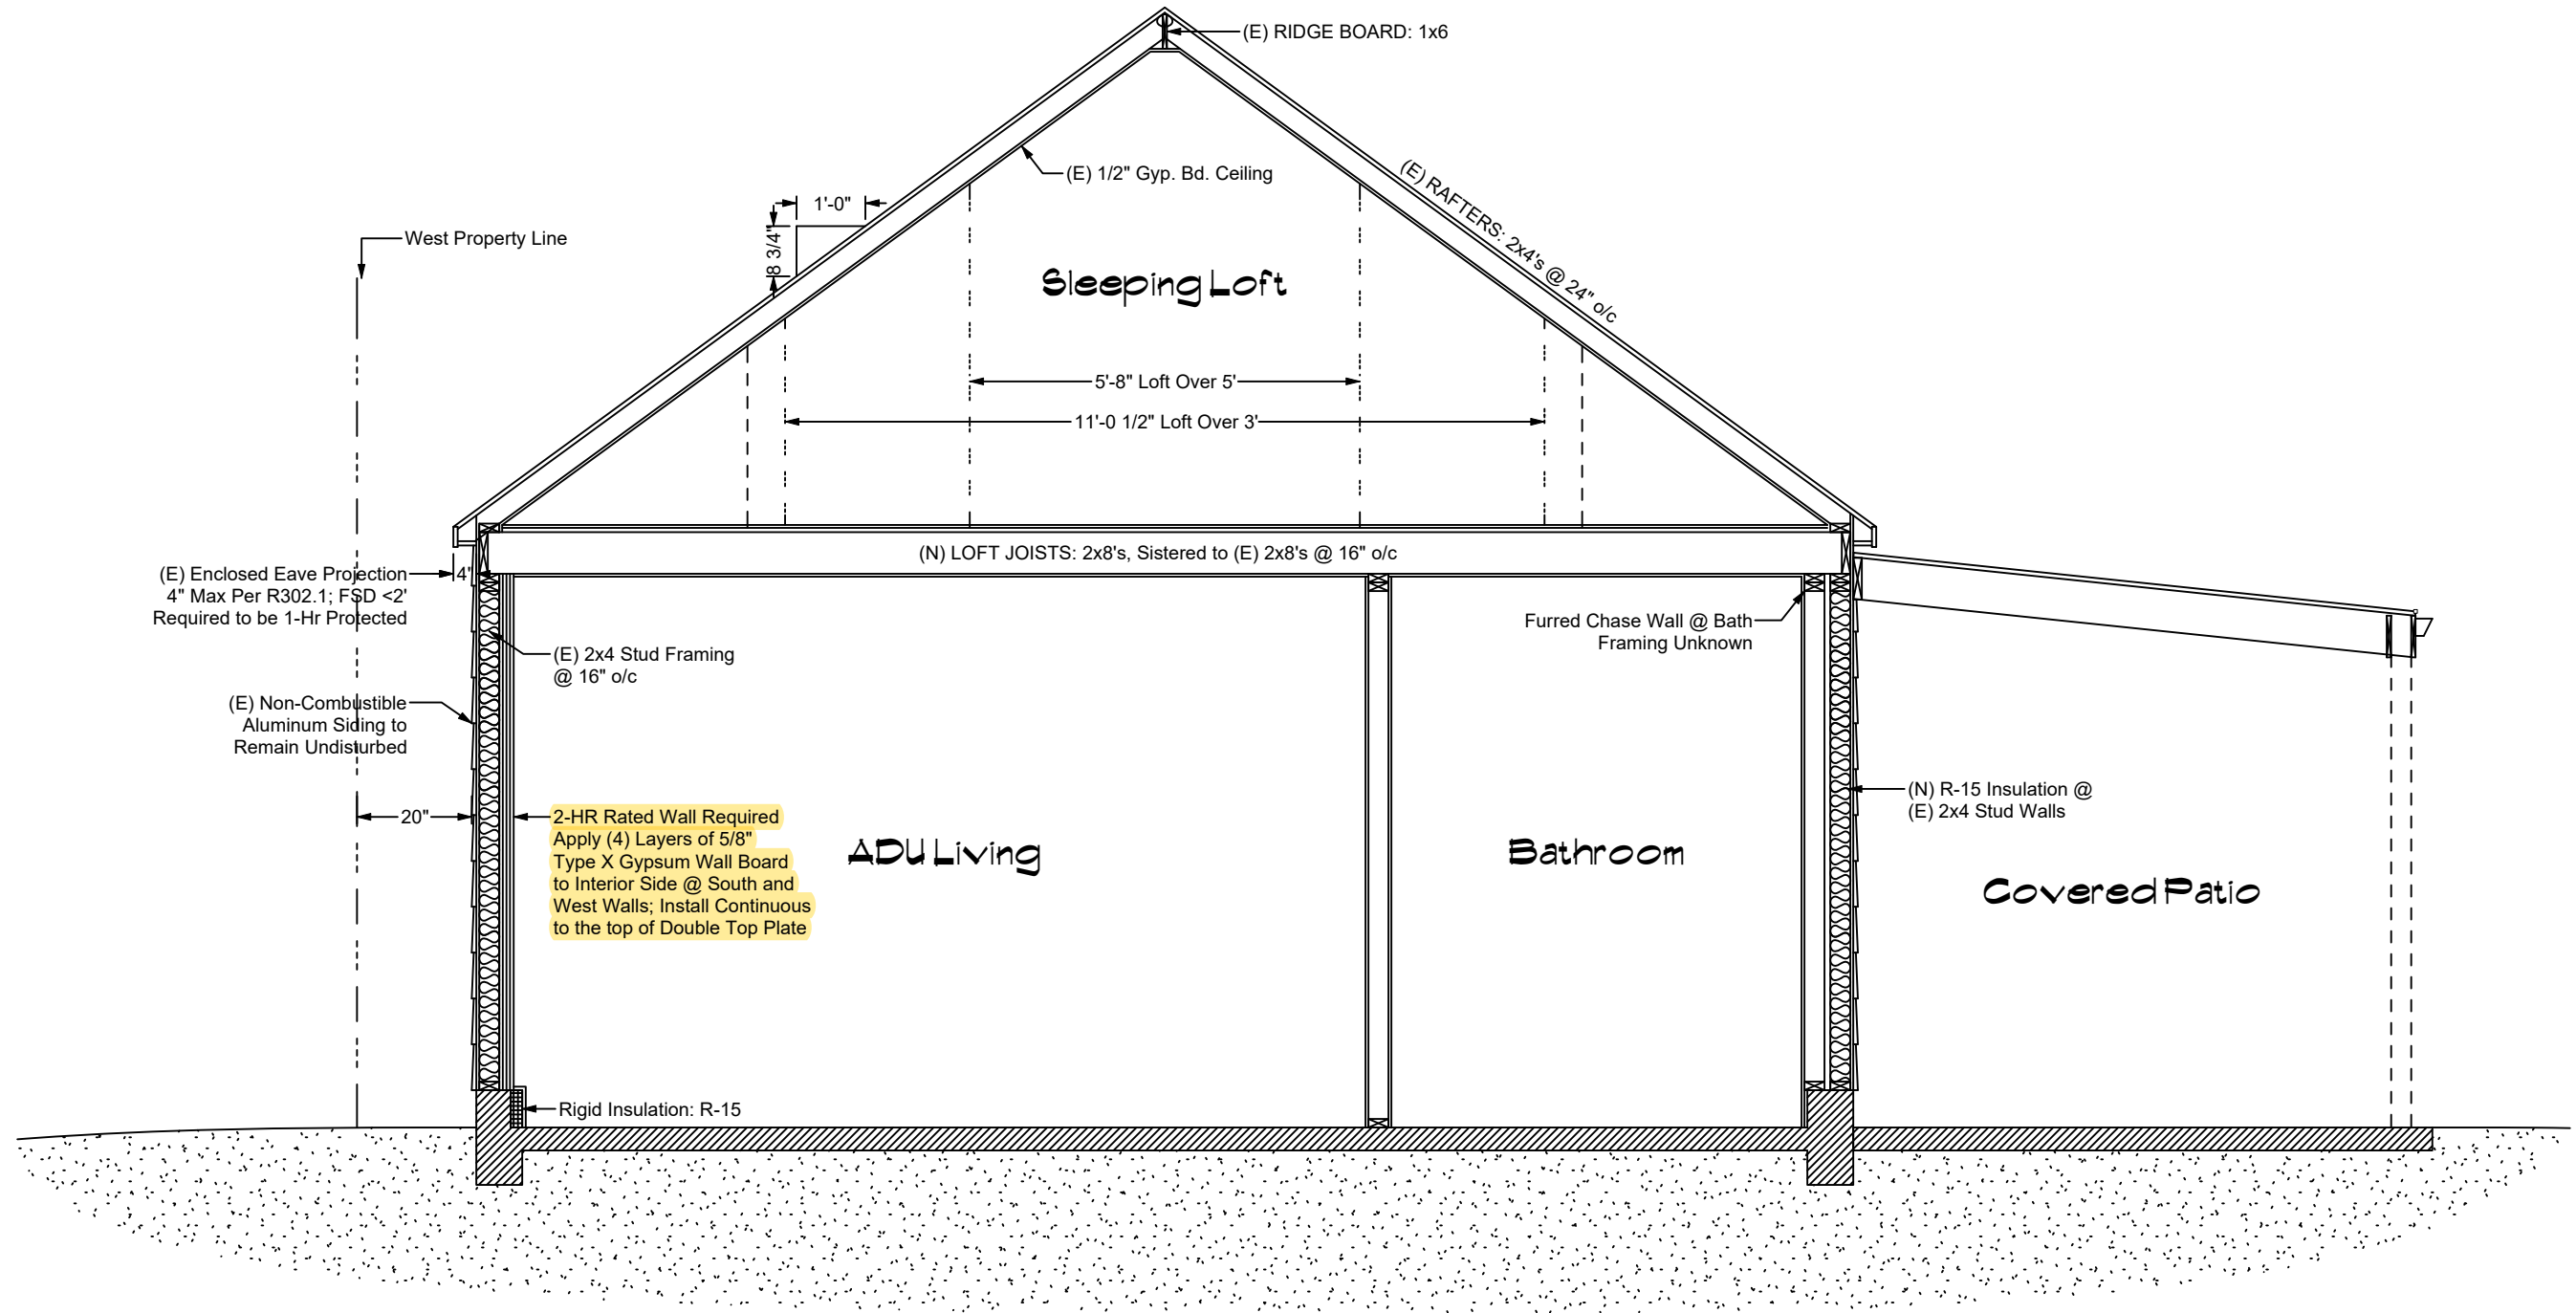 (E) RIDGE BOARD: 1x6
(E) 1/2" Gyp. Bd. Ceiling
(E) RAFTERS: 2x4's @ 24" o/c
1'-0"
8 3/4"
West Property Line
Sleeping Loft
5'-8" Loft Over 5'
11'-0 1/2" Loft Over 3'
(N) LOFT JOISTS: 2x8's, Sistered to (E) 2x8's @ 16" o/c
(E) Enclosed Eave Projection
4" Max Per R302.1; FSD <2'
Required to be 1-Hr Protected
4"
Furred Chase Wall @ Bath
Framing Unknown
(E) 2x4 Stud Framing
@ 16" o/c
(E) Non-Combustible
Aluminum Siding to
Remain Undisturbed
20"
2-HR Rated Wall Required
Apply (4) Layers of 5/8"
Type X Gypsum Wall Board
to Interior Side @ South and
West Walls; Install Continuous
to the top of Double Top Plate
ADU Living
Bathroom
(N) R-15 Insulation @
(E) 2x4 Stud Walls
Covered Patio
Rigid Insulation: R-15